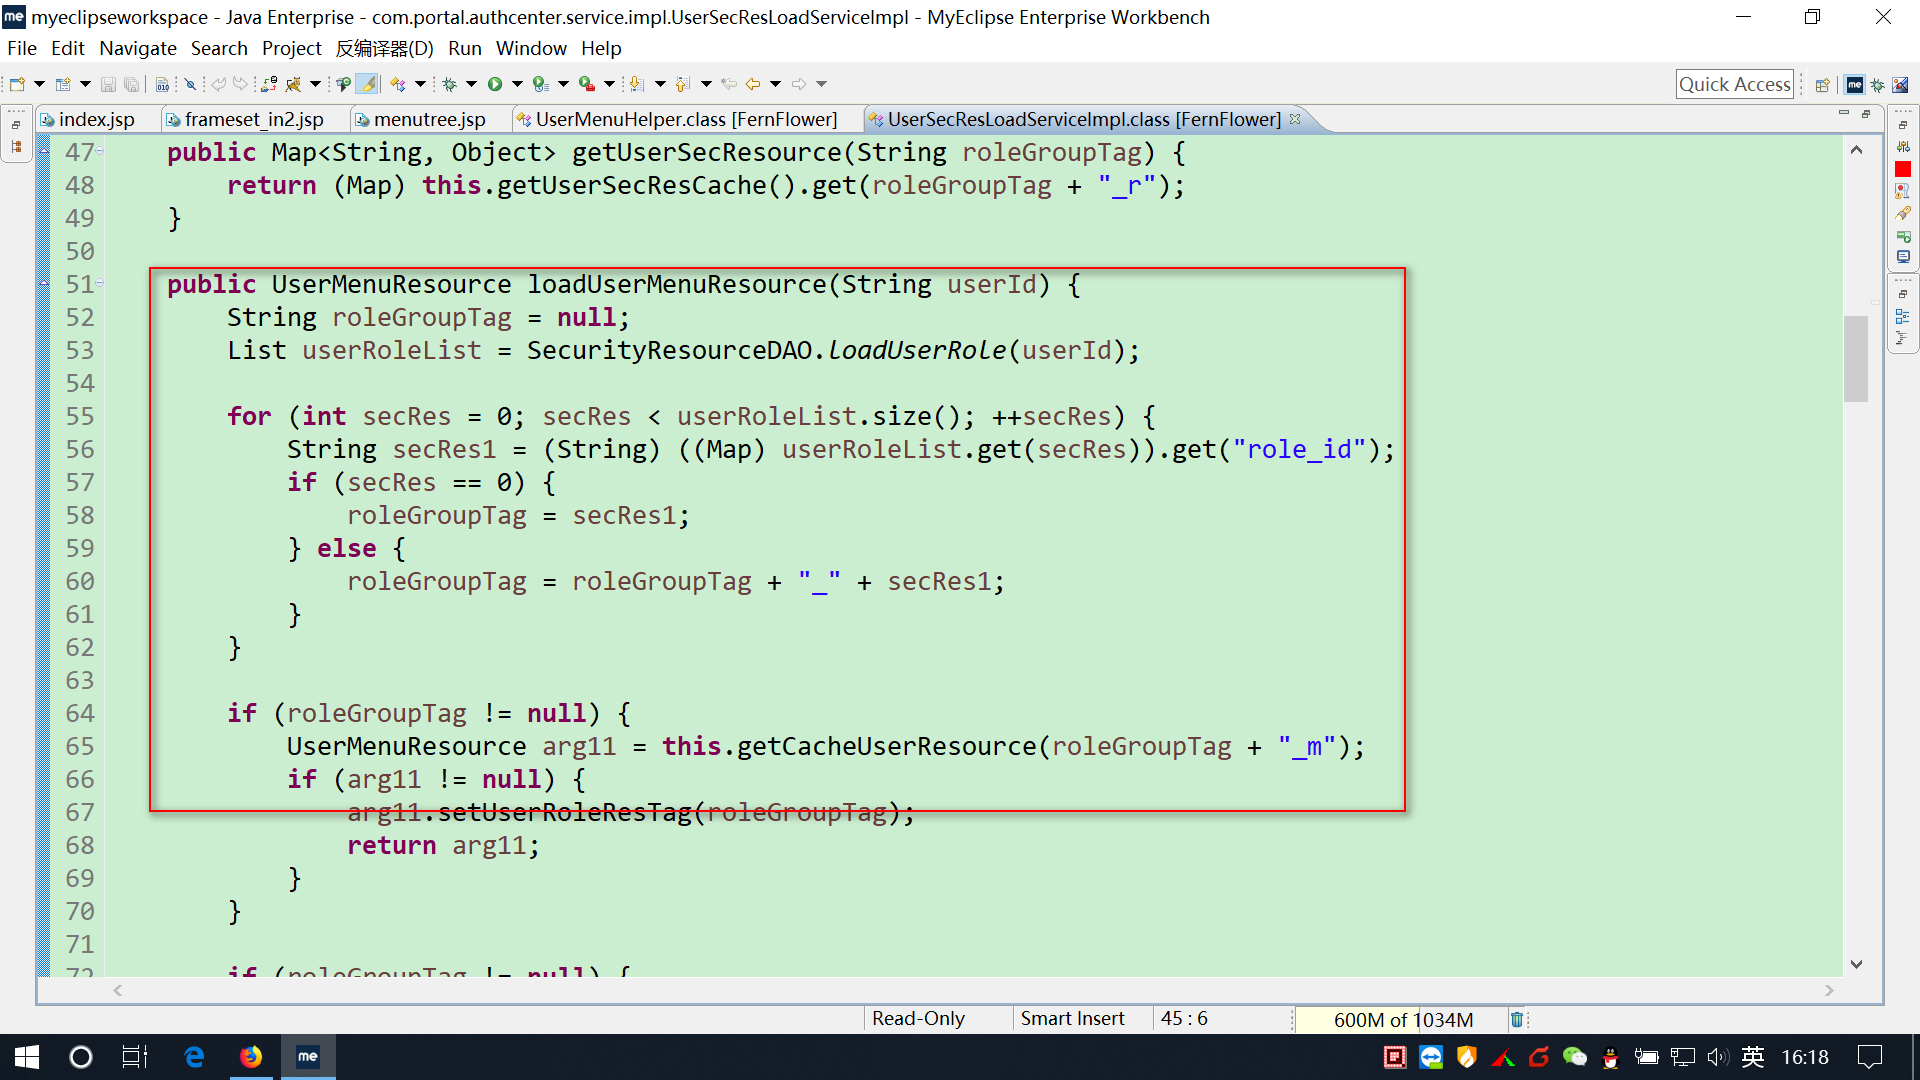 me myeclipseworkspace - Java Enterprise - com.portal.authcenter.service.impl.UserSecResLoadServiceImpl - MyEclipse Enterprise Workbench
File Edit Navigate Search Project 反编译器(D) Run Window Help
Quick Access me
index.jsp frameset_in2.jsp menutree.jsp UserMenuHelper.class [FernFlower] UserSecResLoadServiceImpl.class [FernFlower]
47 public Map<String, Object> getUserSecResource(String roleGroupTag) {
48 return (Map) this.getUserSecResCache().get(roleGroupTag + "_r");
49 }
50
51 public UserMenuResource loadUserMenuResource(String userId) {
52 String roleGroupTag = null;
53 List userRoleList = SecurityResourceDAO.loadUserRole(userId);
54
55 for (int secRes = 0; secRes < userRoleList.size(); ++secRes) {
56 String secRes1 = (String) ((Map) userRoleList.get(secRes)).get("role_id");
57 if (secRes == 0) {
58 roleGroupTag = secRes1;
59 } else {
60 roleGroupTag = roleGroupTag + "_" + secRes1;
61 }
62 }
63
64 if (roleGroupTag != null) {
65 UserMenuResource arg11 = this.getCacheUserResource(roleGroupTag + "_m");
66 if (arg11 != null) {
67 arg11.setUserRoleResTag(roleGroupTag);
68 return arg11;
69 }
70 }
71
72 if (roleGroupTag != null) {
Read-Only Smart Insert 45 : 6 600M of 1034M
me 英 16:18